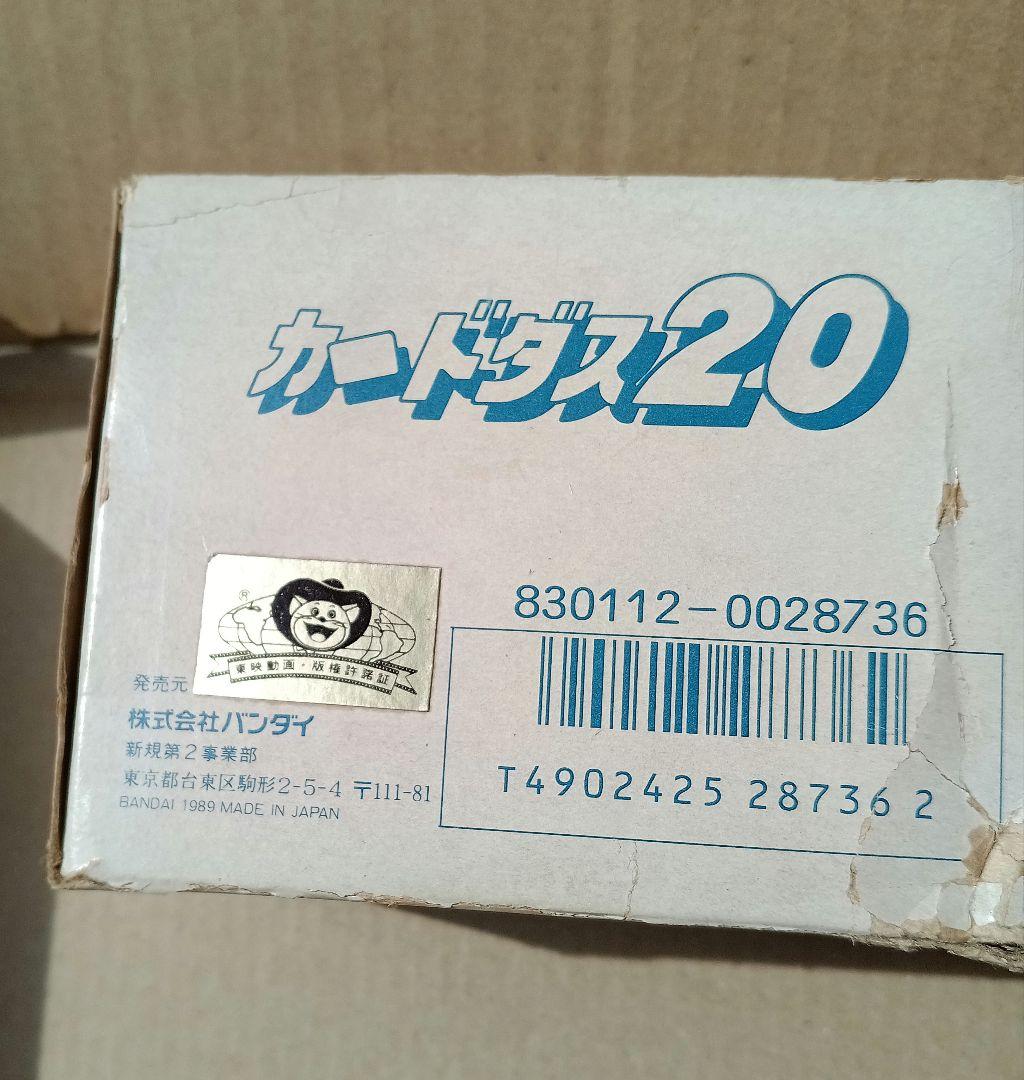 カードダス20
®
東映動画・版権許諾証
830112-0028736
発売元
株式会社バンダイ
新規第2事業部
東京都台東区駒形2-5-4 〒111-81
BANDAI 1989 MADE IN JAPAN
T4902425 28736 2